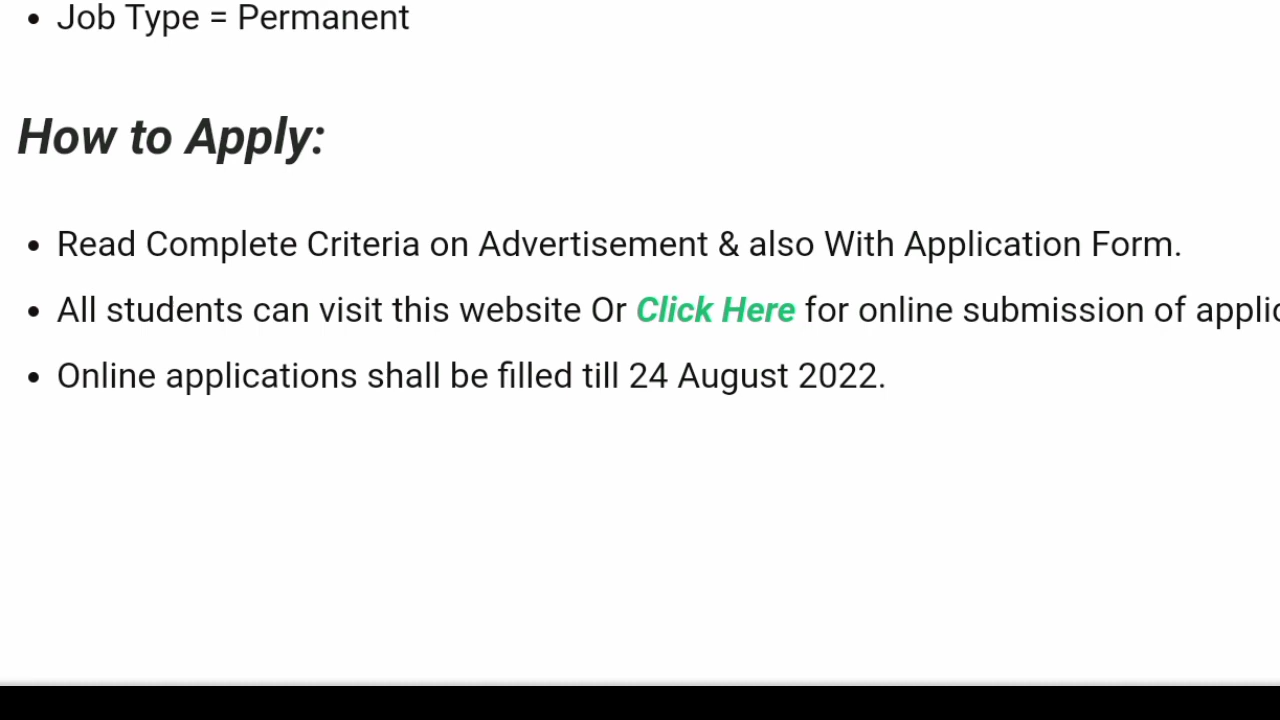 • Job Type = Permanent
How to Apply:
• Read Complete Criteria on Advertisement & also With Application Form.
• All students can visit this website Or Click Here for online submission of
• Online applications shall be filled till 24 August 2022.